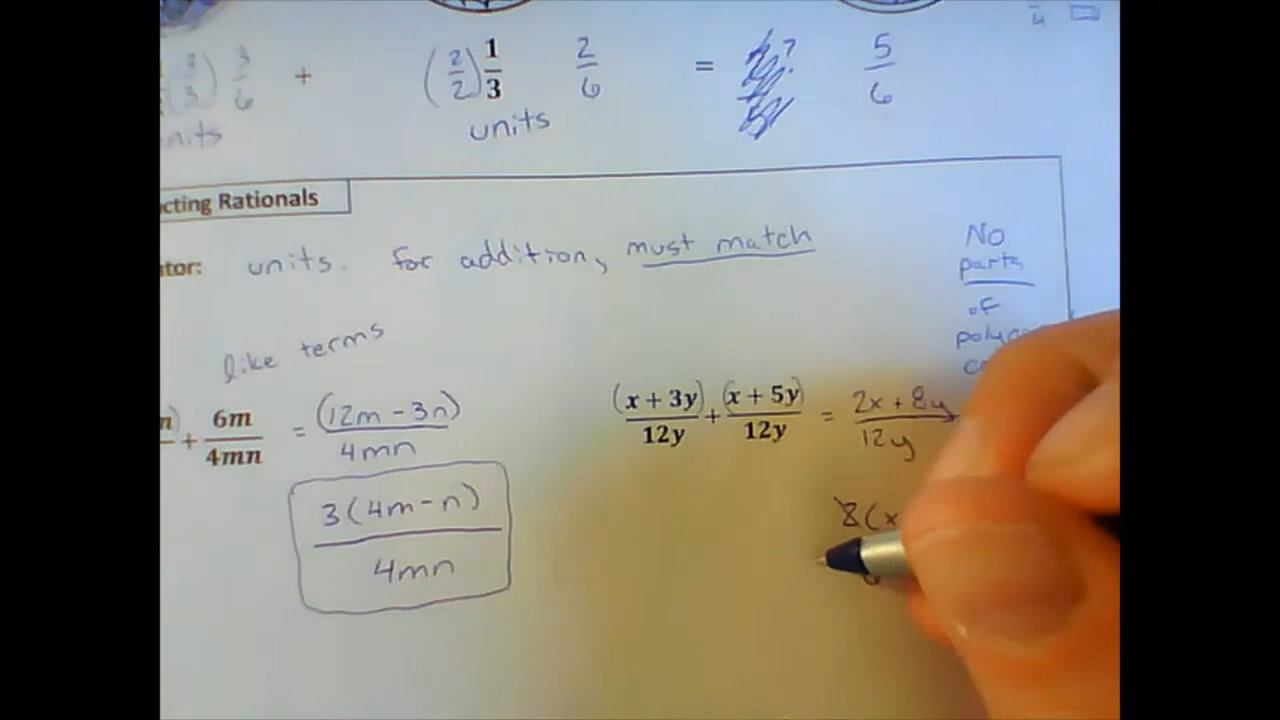 3/6 + (2/2) 1/3 2/6 = ? 5/6
units
cting Rationals
tor: units. for addition, must match
No
parts
of
like terms
+ 6m/4mn = (12m - 3n)/4mn
(x + 3y)/12y + (x + 5y)/12y = 2x + 8y/12y
3(4m - n)/4mn